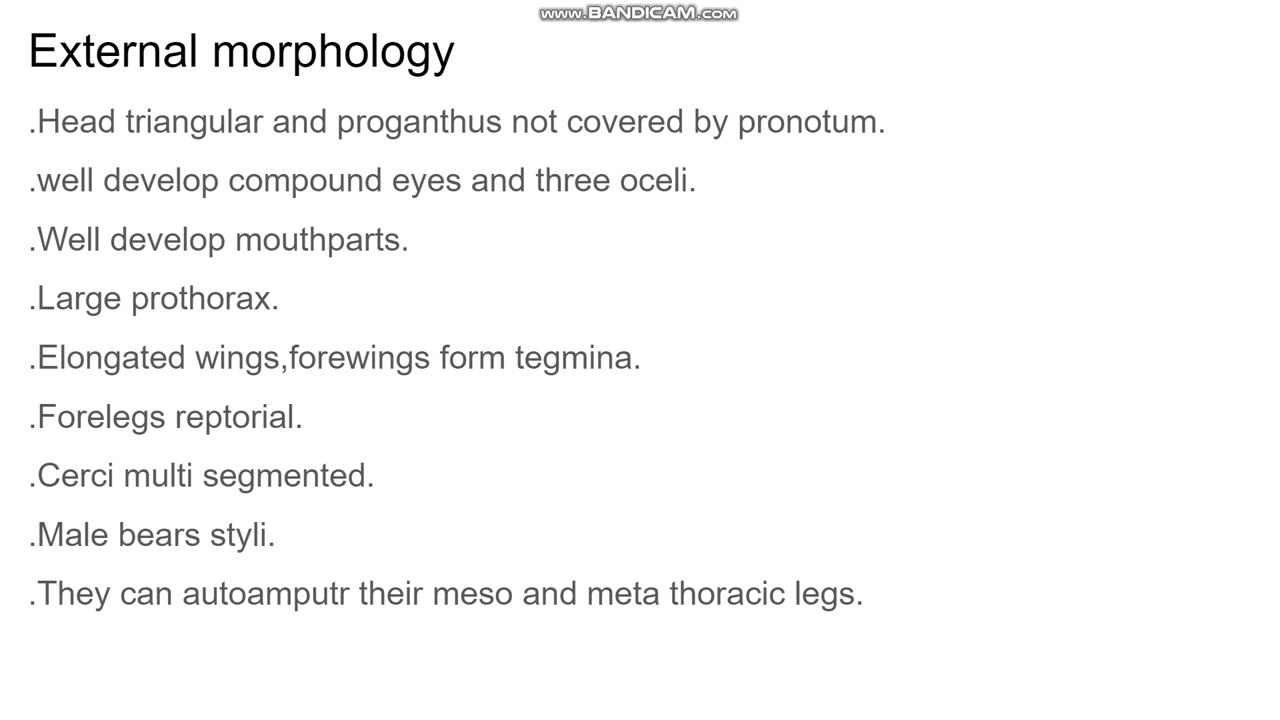 www.BANDICAM.com
External morphology
.Head triangular and proganthus not covered by pronotum.
.well develop compound eyes and three oceli.
.Well develop mouthparts.
.Large prothorax.
.Elongated wings,forewings form tegmina.
.Forelegs reptorial.
.Cerci multi segmented.
.Male bears styli.
.They can autoamputr their meso and meta thoracic legs.